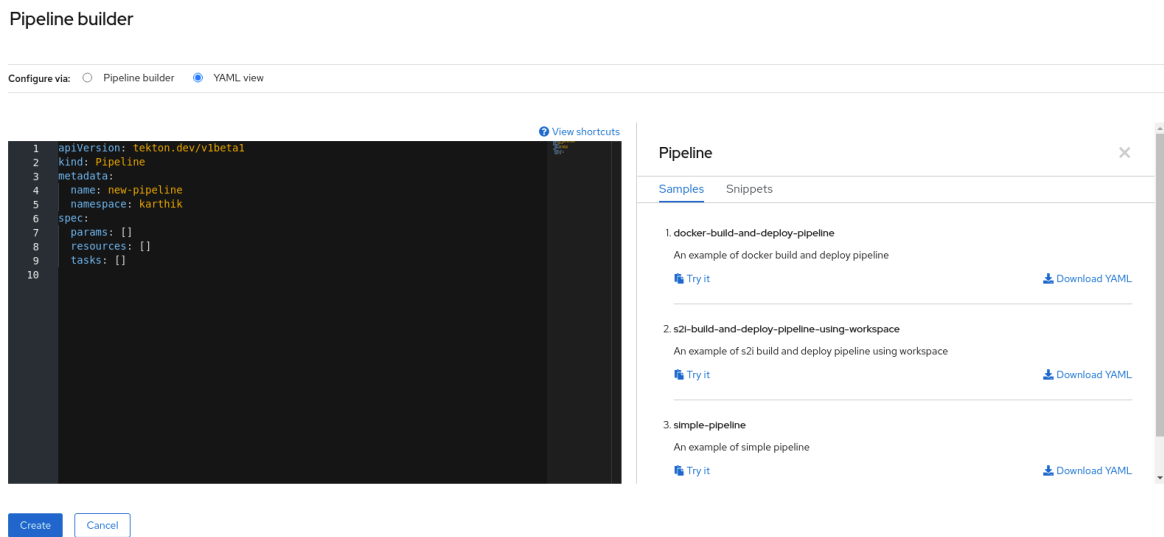 Pipeline builder
Configure via: Pipeline builder YAML view
View shortcuts
1 apiVersion: tekton.dev/v1beta1
2 kind: Pipeline
3 metadata:
4   name: new-pipeline
5   namespace: karthik
6 spec:
7   params: []
8   resources: []
9   tasks: []
10
Pipeline
Samples Snippets
1. docker-build-and-deploy-pipeline
An example of docker build and deploy pipeline
Try it Download YAML
2. s2i-build-and-deploy-pipeline-using-workspace
An example of s2i build and deploy pipeline using workspace
Try it Download YAML
3. simple-pipeline
An example of simple pipeline
Try it Download YAML
Create Cancel